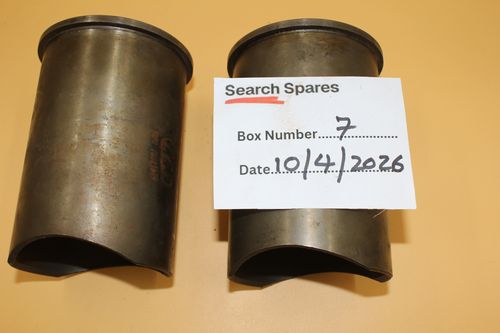 Search Spares
Box Number.....7.....................
Date.10/4/2026